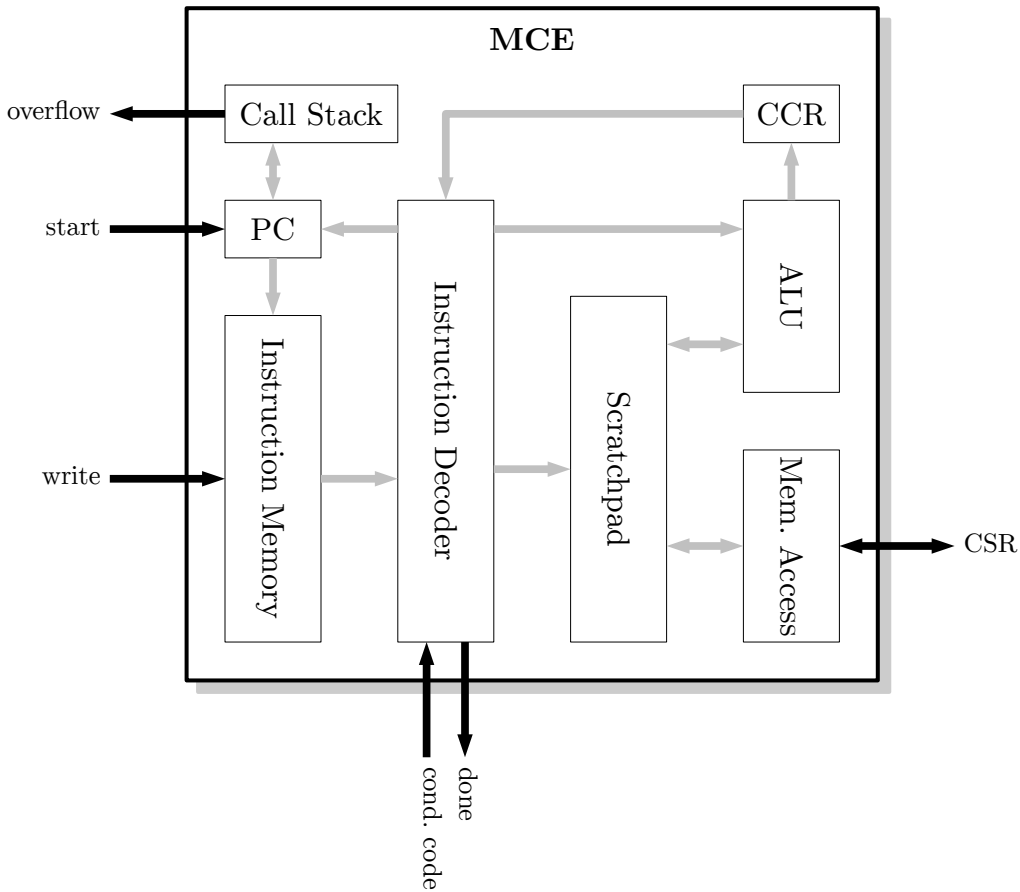 MCE
overflow
Call Stack
CCR
start
PC
Instruction Memory
Instruction Decoder
Scratchpad
ALU
write
Mem. Access
CSR
cond. code
done